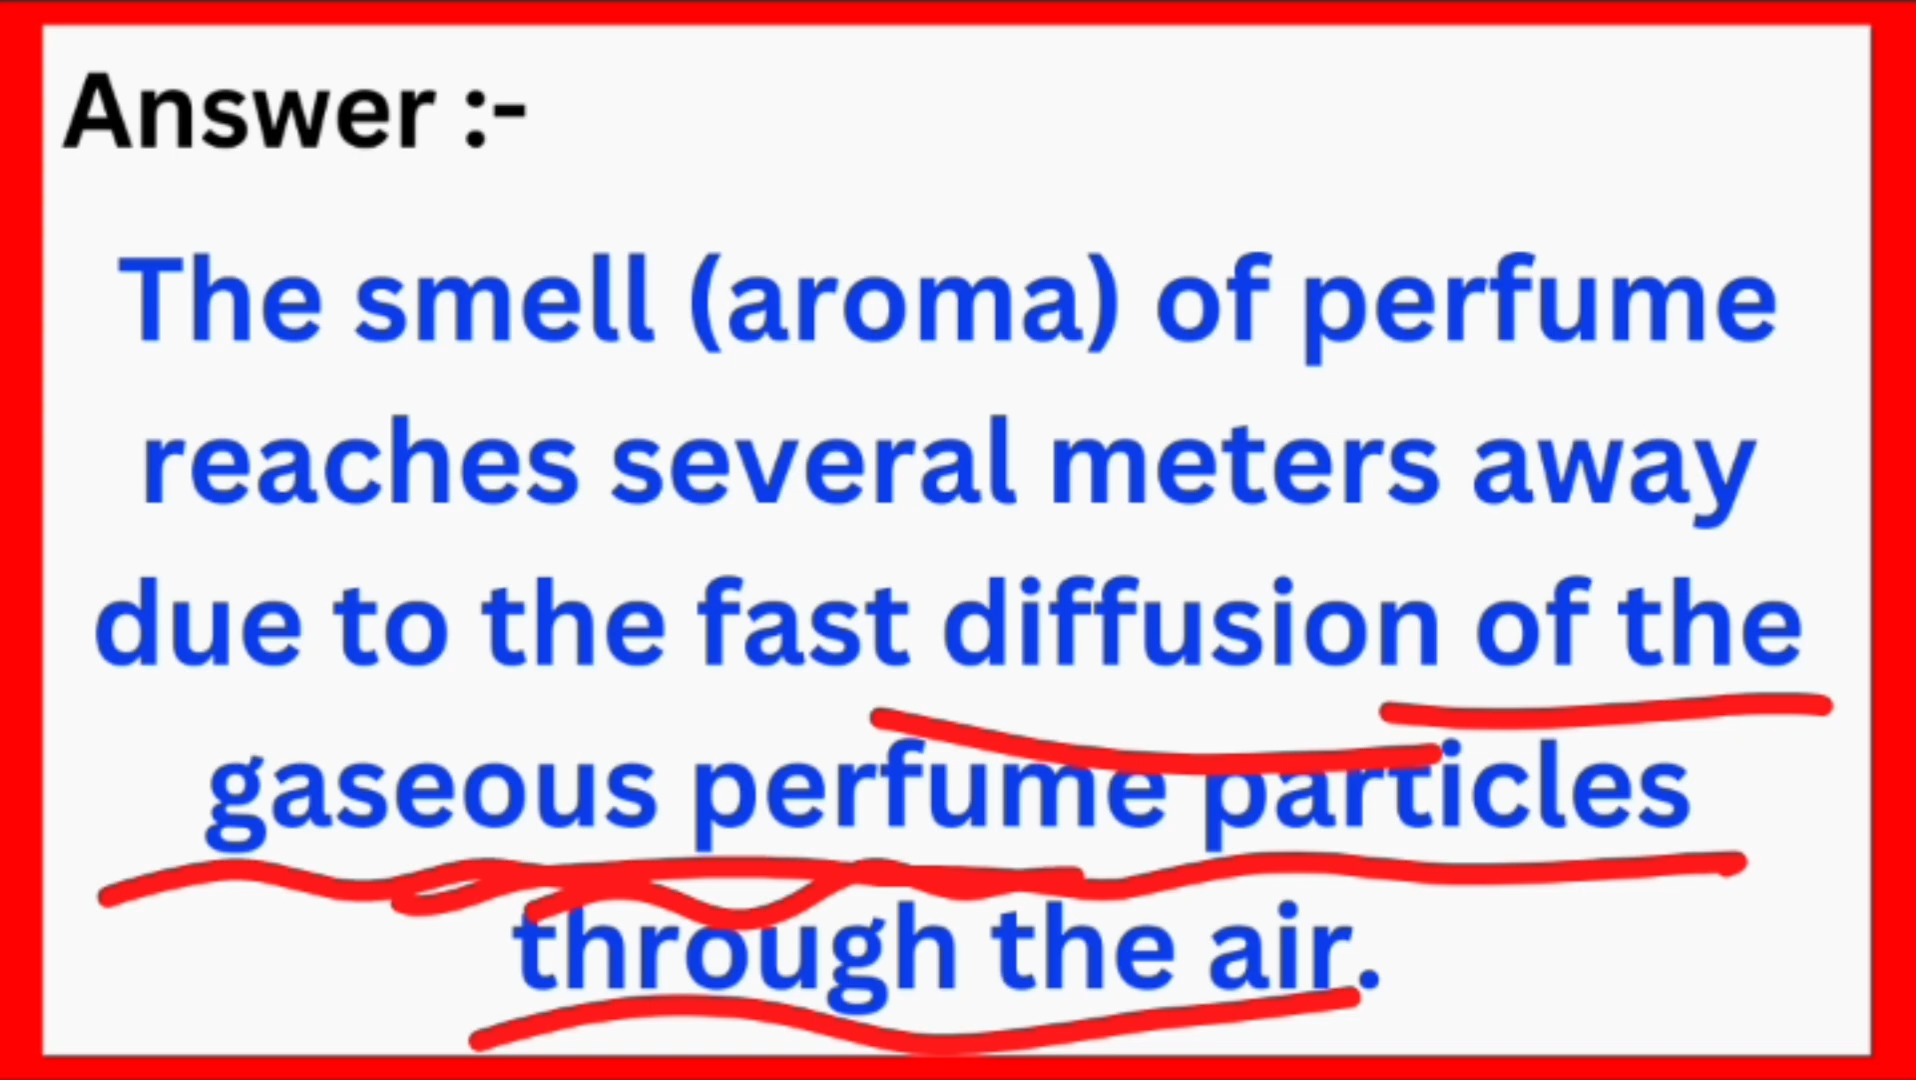 Answer :-
The smell (aroma) of perfume
reaches several meters away
due to the fast diffusion of the
gaseous perfume particles
through the air.